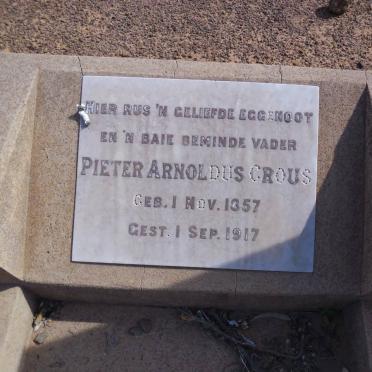 HIER RUS 'N GELIEFDE EGGENOOT
EN 'N BAIE BEMINDE VADER
PIETER ARNOLDUS CROUS
GEB. 1 NOV. 1857
GEST. 1 SEP. 1917